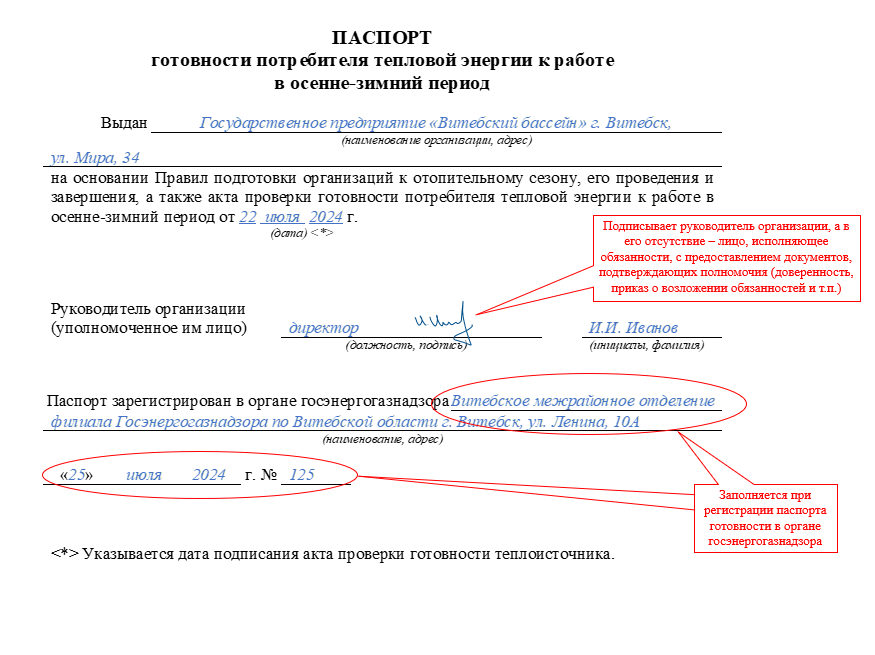 ПАСПОРТ
готовности потребителя тепловой энергии к работе
в осенне-зимний период
Выдан Государственное предприятие «Витебский бассейн» г. Витебск,
(наименование организации, адрес)
ул. Мира, 34
на основании Правил подготовки организаций к отопительному сезону, его проведения и
завершения, а также акта проверки готовности потребителя тепловой энергии к работе в
осенне-зимний период от 22 июля 2024 г.
(дата) <*>
Подписывает руководитель организации, а в
его отсутствие – лицо, исполняющее
обязанности, с предоставлением документов,
подтверждающих полномочия (доверенность,
приказ о возложении обязанностей и т.п.)
Руководитель организации
(уполномоченное им лицо) директор И.И. Иванов
(должность, подпись) (инициалы, фамилия)
Паспорт зарегистрирован в органе госэнергогазнадзора Витебское межрайонное отделение
филиала Госэнергогазнадзора по Витебской области г. Витебск, ул. Ленина, 10А
(наименование, адрес)
«25» июля 2024 г. № 125
Заполняется при
регистрации паспорта
готовности в органе
госэнергогазнадзора
<*> Указывается дата подписания акта проверки готовности теплоисточника.